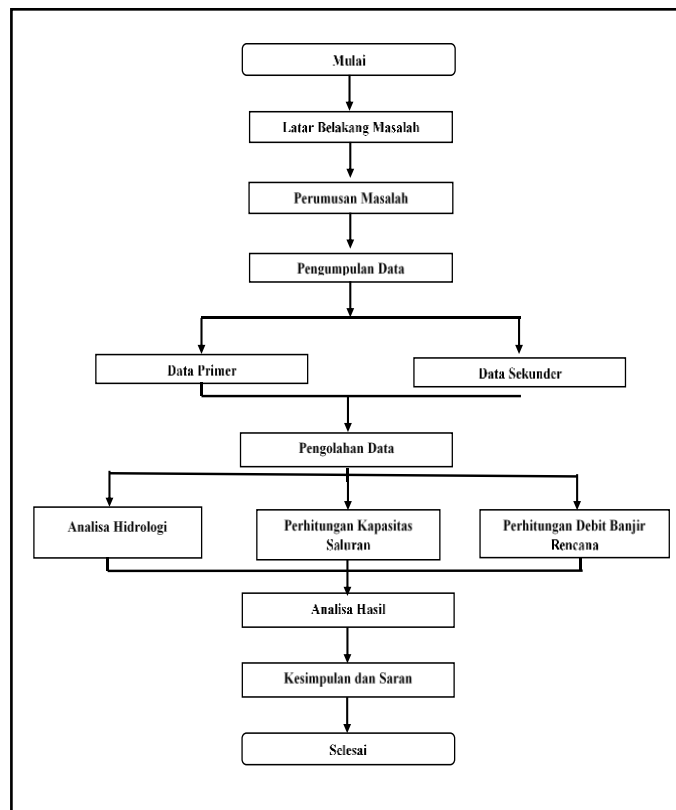 Mulai
Latar Belakang Masalah
Perumusan Masalah
Pengumpulan Data
Data Primer
Data Sekunder
Pengolahan Data
Analisa Hidrologi
Perhitungan Kapasitas
Saluran
Perhitungan Debit Banjir
Rencana
Analisa Hasil
Kesimpulan dan Saran
Selesai